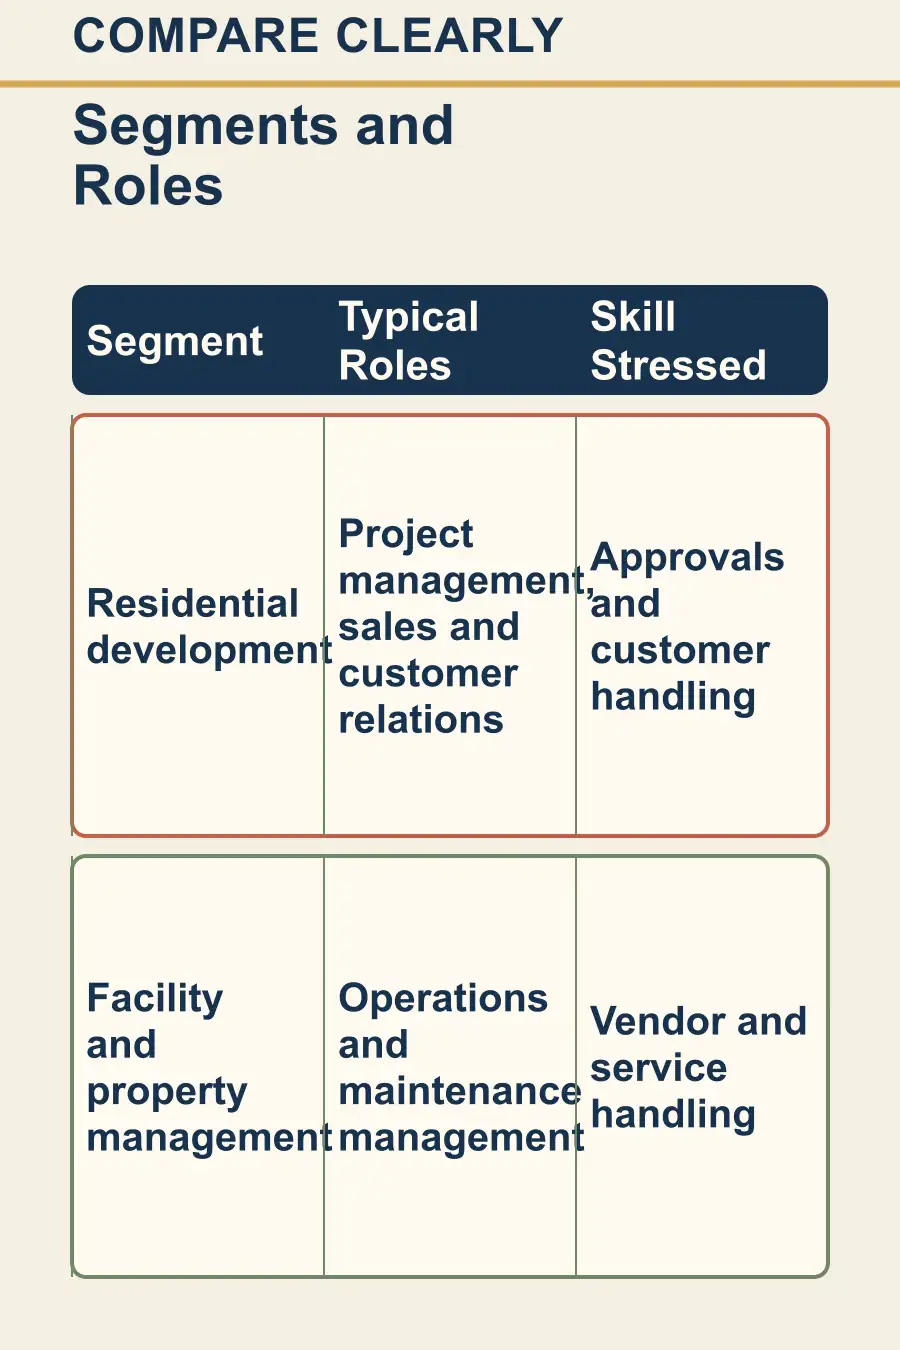 COMPARE CLEARLY
Segments and
Roles
Segment
Typical
Roles
Skill
Stressed
Residential
development
Project
management,
sales and
customer
relations
Approvals
and
customer
handling
Facility
and
property
management
Operations
and
maintenance
management
Vendor and
service
handling